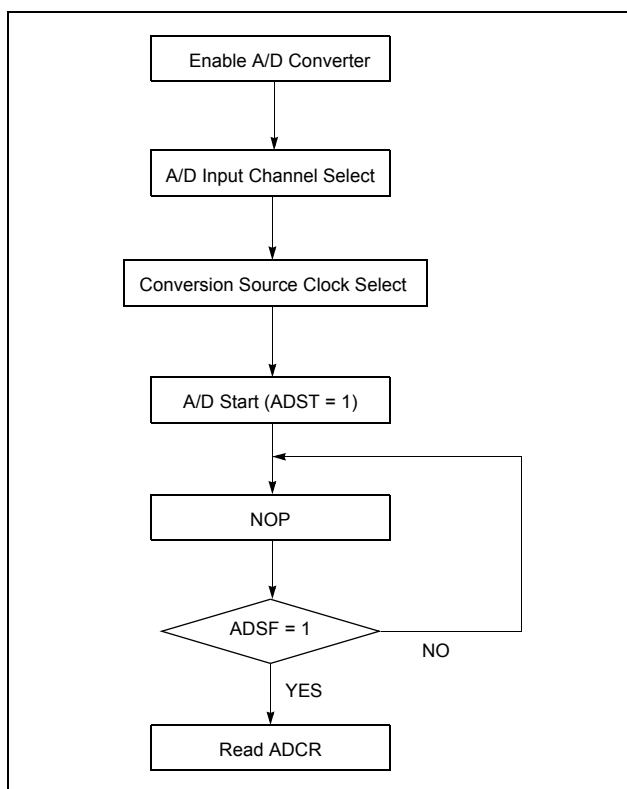 Enable A/D Converter
A/D Input Channel Select
Conversion Source Clock Select
A/D Start (ADST = 1)
NOP
ADSF = 1
NO
YES
Read ADCR